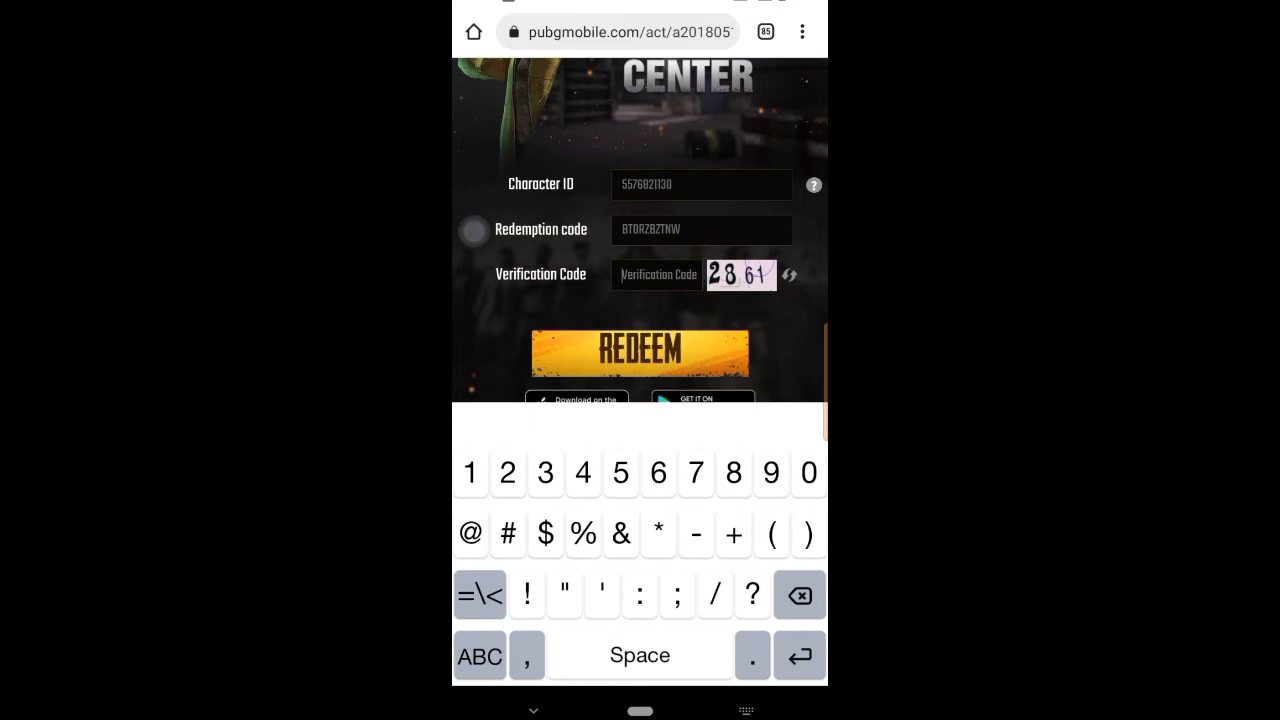 85
pubgmobile.com/act/a201805
CENTER
Character ID 5576821130 ?
Redemption code BTORZBZTNW
Verification Code Verification Code 2861
REDEEM
Download on the GET IT ON
1 2 3 4 5 6 7 8 9 0
@ # $ % & * - + ( )
=\< ! " ' : ; / ?
ABC , Space .